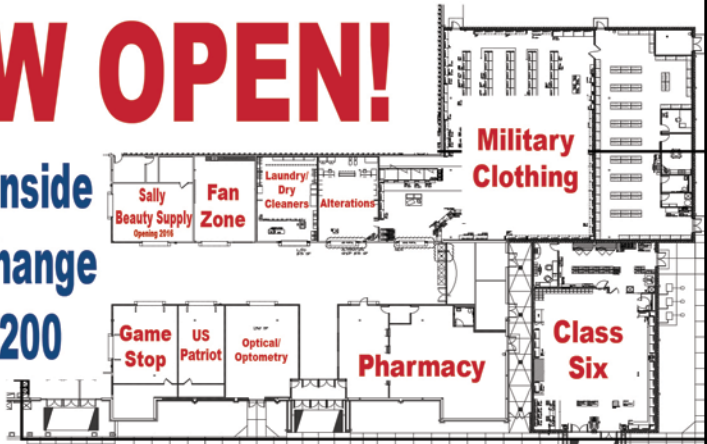 W OPEN!
nside
hange
200
Military
Clothing
Sally
Beauty Supply
Opening 2016
Fan
Zone
Laundry/
Dry
Cleaners
Alterations
Game
Stop
US
Patriot
Optical/
Optometry
Pharmacy
Class
Six